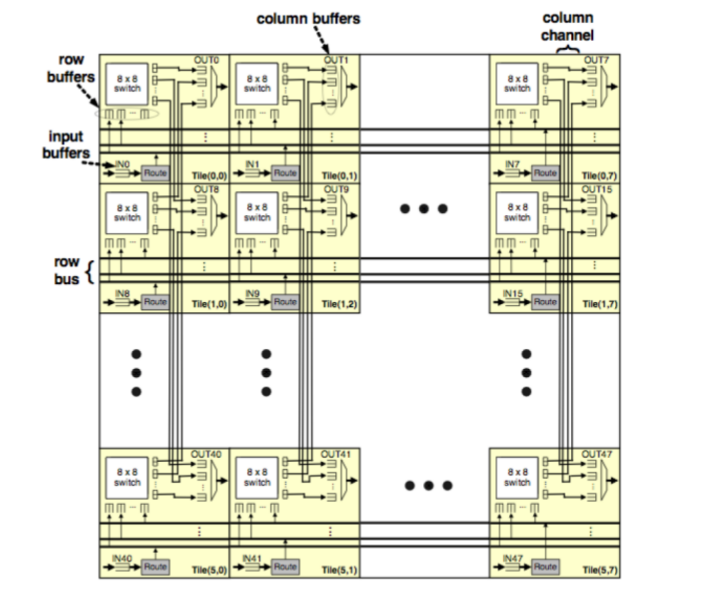 column buffers
column
channel
row
buffers
input
buffers
row
bus
OUT0
8 x 8
switch
IN0
Route
Tile(0,0)
OUT1
8 x 8
switch
IN1
Route
Tile(0,1)
OUT7
8 x 8
switch
IN7
Route
Tile(0,7)
OUT8
8 x 8
switch
IN8
Route
Tile(1,0)
OUT9
8 x 8
switch
IN9
Route
Tile(1,2)
OUT15
8 x 8
switch
IN15
Route
Tile(1,7)
OUT40
8 x 8
switch
IN40
Route
Tile(5,0)
OUT41
8 x 8
switch
IN41
Route
Tile(5,1)
OUT47
8 x 8
switch
IN47
Route
Tile(5,7)